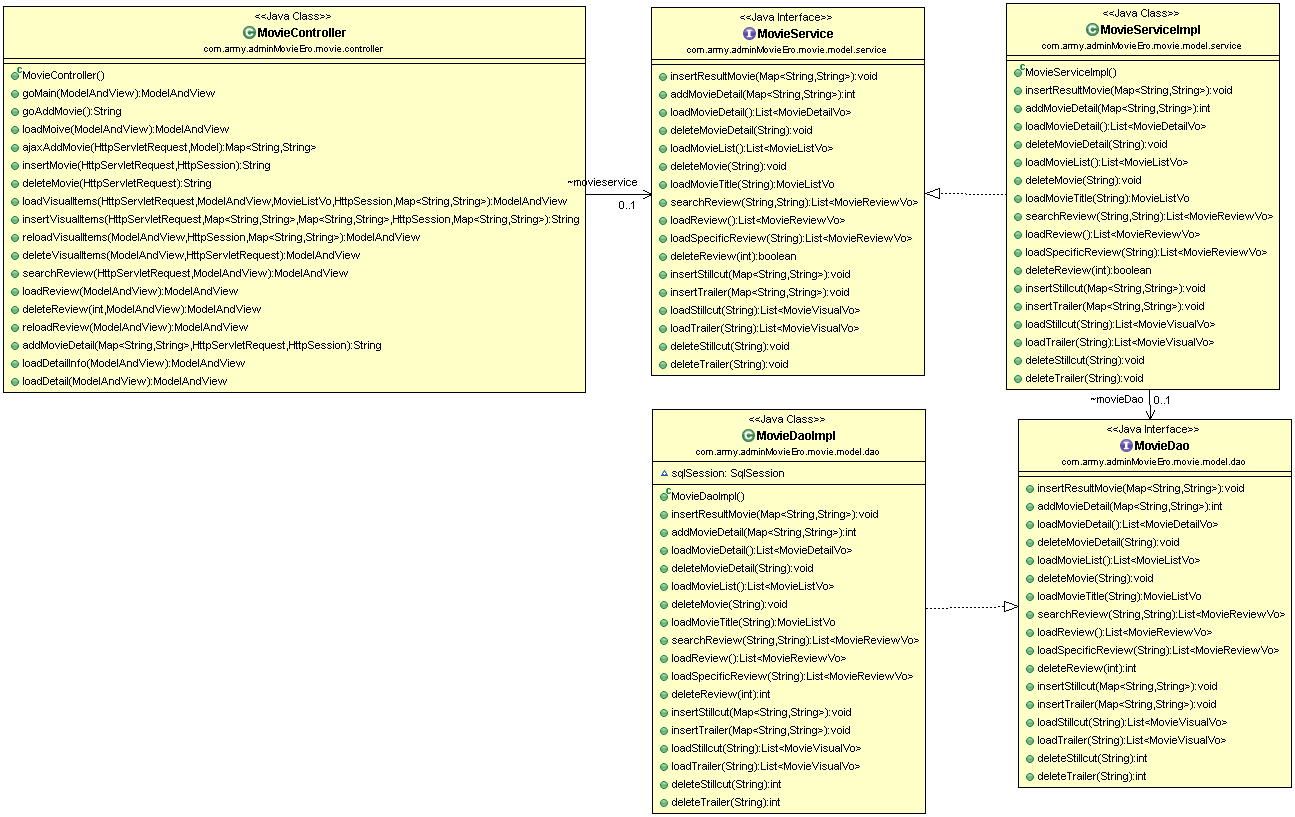 <<Java Class>>
MovieController
com.army.adminMovieEro.movie.controller
MovieController()
goMain(ModelAndView):ModelAndView
goAddMovie():String
loadMoive(ModelAndView):ModelAndView
ajaxAddMovie(HttpServletRequest,Model):Map<String,String>
insertMovie(HttpServletRequest,HttpSession):String
deleteMovie(HttpServletRequest):String
loadVisualItems(HttpServletRequest,ModelAndView,MovieListVo,HttpSession,Map<String,String>):ModelAndView
insertVisualItems(HttpServletRequest,Map<String,String>,Map<String,String>,HttpSession,Map<String,String>):String
reloadVisualItems(ModelAndView,HttpSession,Map<String,String>):ModelAndView
deleteVisualItems(ModelAndView,HttpServletRequest):ModelAndView
searchReview(HttpServletRequest,ModelAndView):ModelAndView
loadReview(ModelAndView):ModelAndView
deleteReview(int,ModelAndView):ModelAndView
reloadReview(ModelAndView):ModelAndView
addMovieDetail(Map<String,String>,HttpServletRequest,HttpSession):String
loadDetailInfo(ModelAndView):ModelAndView
loadDetail(ModelAndView):ModelAndView
~movieservice
0..1
<<Java Interface>>
MovieService
com.army.adminMovieEro.movie.model.service
insertResultMovie(Map<String,String>):void
addMovieDetail(Map<String,String>):int
loadMovieDetail():List<MovieDetailVo>
deleteMovieDetail(String):void
loadMovieList():List<MovieListVo>
deleteMovie(String):void
loadMovieTitle(String):MovieListVo
searchReview(String,String):List<MovieReviewVo>
loadReview():List<MovieReviewVo>
loadSpecificReview(String):List<MovieReviewVo>
deleteReview(int):boolean
insertStillcut(Map<String,String>):void
insertTrailer(Map<String,String>):void
loadStillcut(String):List<MovieVisualVo>
loadTrailer(String):List<MovieVisualVo>
deleteStillcut(String):void
deleteTrailer(String):void
<<Java Class>>
MovieServiceImpl
com.army.adminMovieEro.movie.model.service
MovieServiceImpl()
insertResultMovie(Map<String,String>):void
addMovieDetail(Map<String,String>):int
loadMovieDetail():List<MovieDetailVo>
deleteMovieDetail(String):void
loadMovieList():List<MovieListVo>
deleteMovie(String):void
loadMovieTitle(String):MovieListVo
searchReview(String,String):List<MovieReviewVo>
loadReview():List<MovieReviewVo>
loadSpecificReview(String):List<MovieReviewVo>
deleteReview(int):boolean
insertStillcut(Map<String,String>):void
insertTrailer(Map<String,String>):void
loadStillcut(String):List<MovieVisualVo>
loadTrailer(String):List<MovieVisualVo>
deleteStillcut(String):void
deleteTrailer(String):void
~movieDao
0..1
<<Java Class>>
MovieDaoImpl
com.army.adminMovieEro.movie.model.dao
sqlSession: SqlSession
MovieDaoImpl()
insertResultMovie(Map<String,String>):void
addMovieDetail(Map<String,String>):int
loadMovieDetail():List<MovieDetailVo>
deleteMovieDetail(String):void
loadMovieList():List<MovieListVo>
deleteMovie(String):void
loadMovieTitle(String):MovieListVo
searchReview(String,String):List<MovieReviewVo>
loadReview():List<MovieReviewVo>
loadSpecificReview(String):List<MovieReviewVo>
deleteReview(int):int
insertStillcut(Map<String,String>):void
insertTrailer(Map<String,String>):void
loadStillcut(String):List<MovieVisualVo>
loadTrailer(String):List<MovieVisualVo>
deleteStillcut(String):int
deleteTrailer(String):int
<<Java Interface>>
MovieDao
com.army.adminMovieEro.movie.model.dao
insertResultMovie(Map<String,String>):void
addMovieDetail(Map<String,String>):int
loadMovieDetail():List<MovieDetailVo>
deleteMovieDetail(String):void
loadMovieList():List<MovieListVo>
deleteMovie(String):void
loadMovieTitle(String):MovieListVo
searchReview(String,String):List<MovieReviewVo>
loadReview():List<MovieReviewVo>
loadSpecificReview(String):List<MovieReviewVo>
deleteReview(int):int
insertStillcut(Map<String,String>):void
insertTrailer(Map<String,String>):void
loadStillcut(String):List<MovieVisualVo>
loadTrailer(String):List<MovieVisualVo>
deleteStillcut(String):int
deleteTrailer(String):int